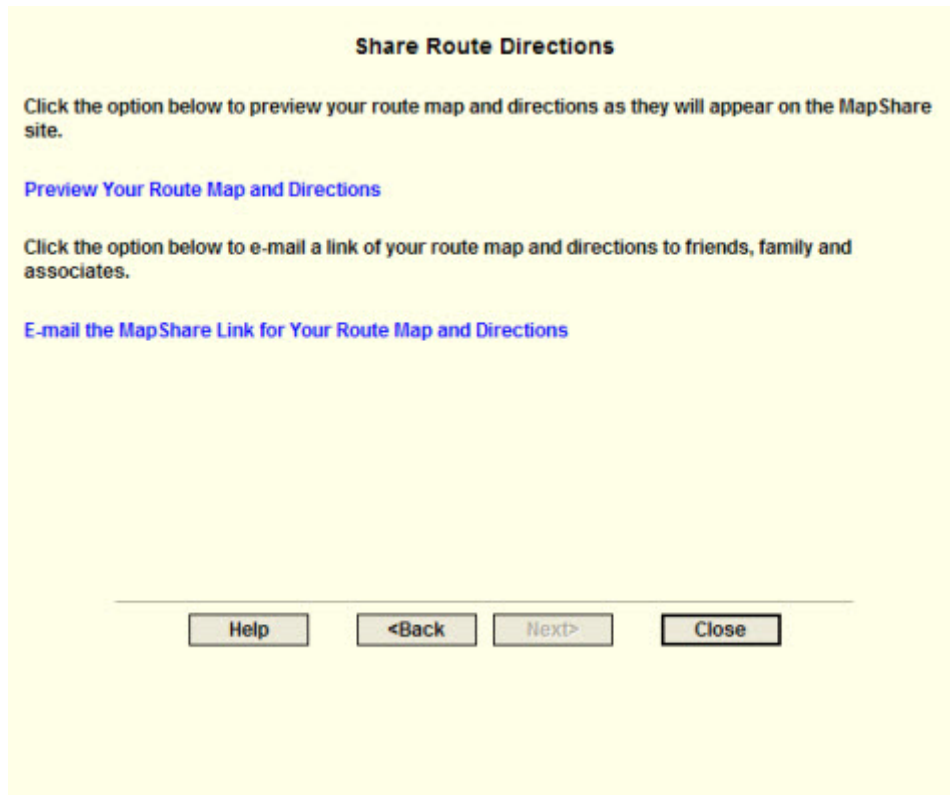 Share Route Directions
Click the option below to preview your route map and directions as they will appear on the MapShare
site.
Preview Your Route Map and Directions
Click the option below to e-mail a link of your route map and directions to friends, family and
associates.
E-mail the MapShare Link for Your Route Map and Directions
Help <Back Next> Close